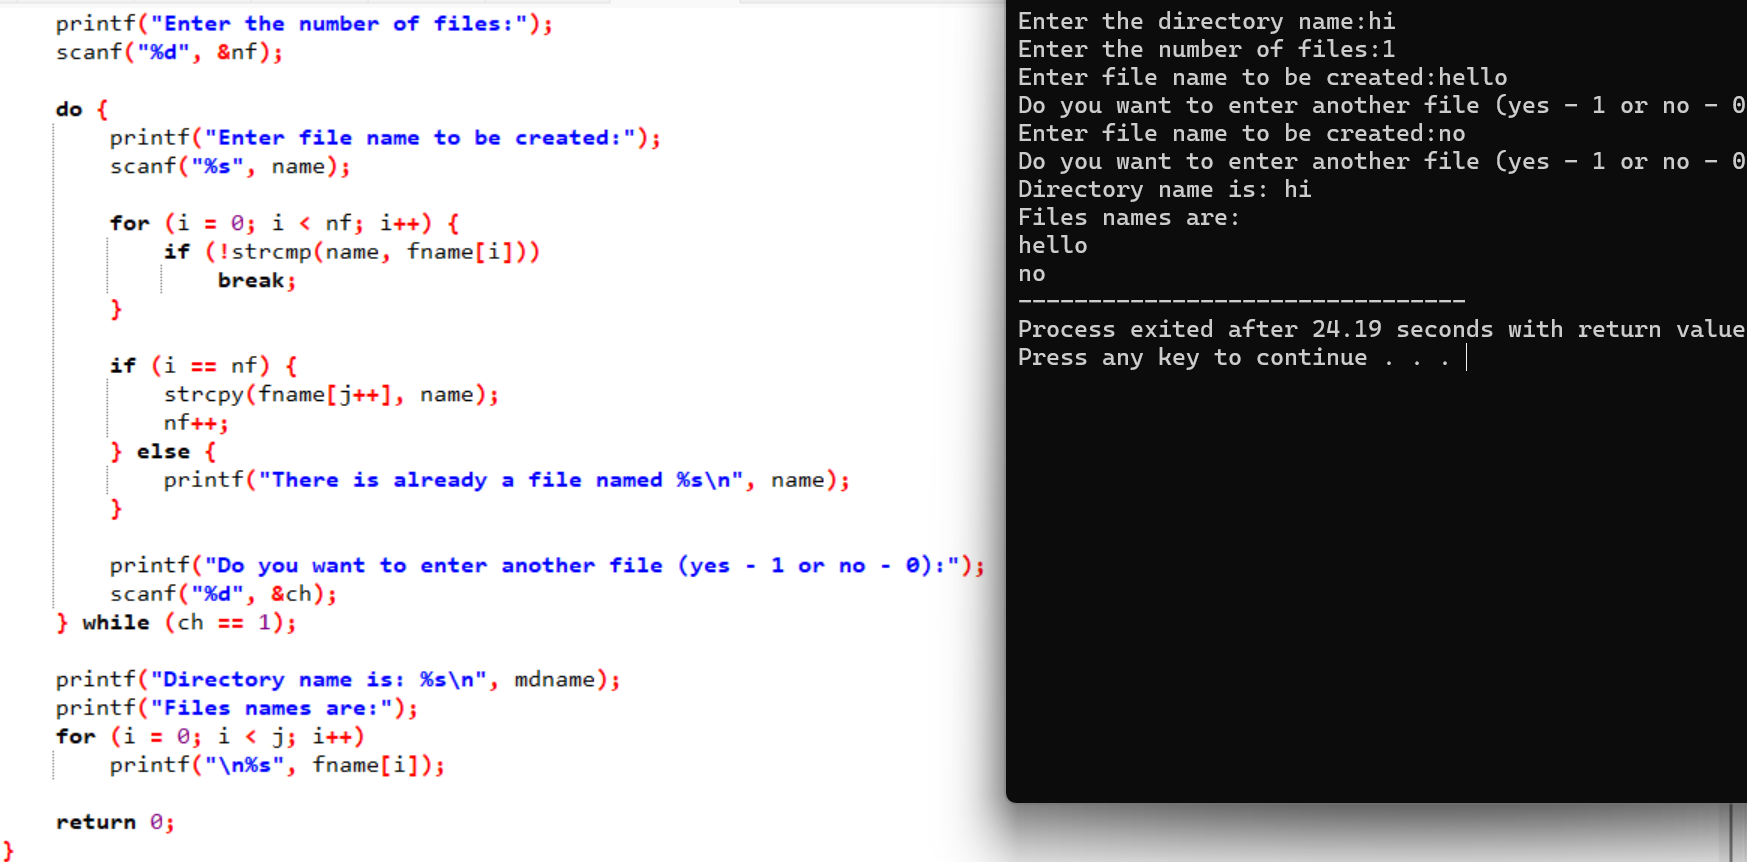 printf("Enter the number of files:");
scanf("%d", &nf);
do {
printf("Enter file name to be created:");
scanf("%s", name);
for (i = 0; i < nf; i++) {
if (!strcmp(name, fname[i]))
break;
}
if (i == nf) {
strcpy(fname[j++], name);
nf++;
} else {
printf("There is already a file named %s\n", name);
}
printf("Do you want to enter another file (yes - 1 or no - 0):");
scanf("%d", &ch);
} while (ch == 1);
printf("Directory name is: %s\n", mdname);
printf("Files names are:");
for (i = 0; i < j; i++)
printf("\n%s", fname[i]);
return 0;
}
Enter the directory name:hi
Enter the number of files:1
Enter file name to be created:hello
Do you want to enter another file (yes - 1 or no - 0
Enter file name to be created:no
Do you want to enter another file (yes - 1 or no - 0
Directory name is: hi
Files names are:
hello
no
--------------------------------
Process exited after 24.19 seconds with return value
Press any key to continue . . .